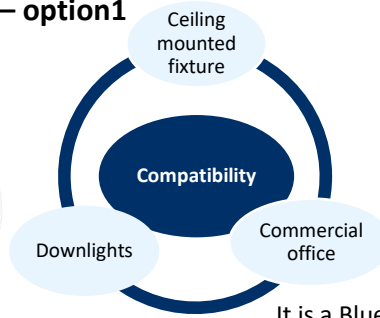 – option1
Ceiling
mounted
fixture
Compatibility
Downlights
Commercial
office
It is a Blue